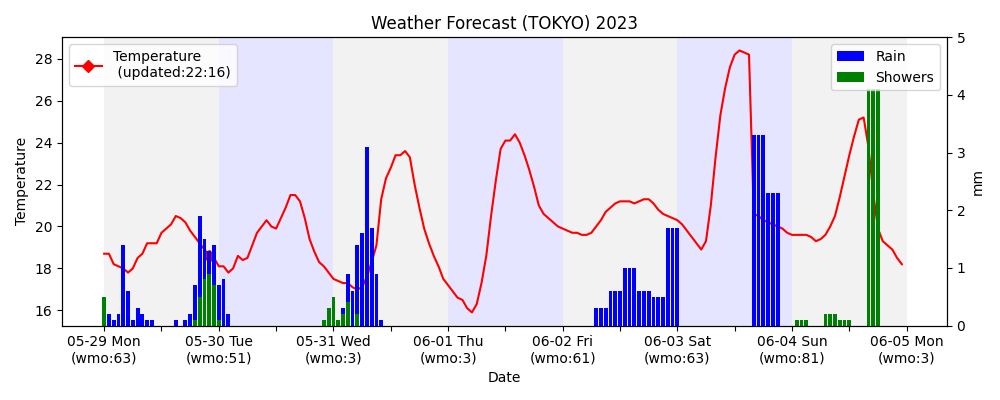 Weather Forecast (TOKYO) 2023
Temperature
(updated:22:16)
Rain
Showers
28
26
24
22
20
18
16
Temperature
5
4
3
2
1
0
mm
05-29 Mon
(wmo:63)
05-30 Tue
(wmo:51)
05-31 Wed
(wmo:3)
06-01 Thu
(wmo:3)
06-02 Fri
(wmo:61)
06-03 Sat
(wmo:63)
06-04 Sun
(wmo:81)
06-05 Mon
(wmo:3)
Date